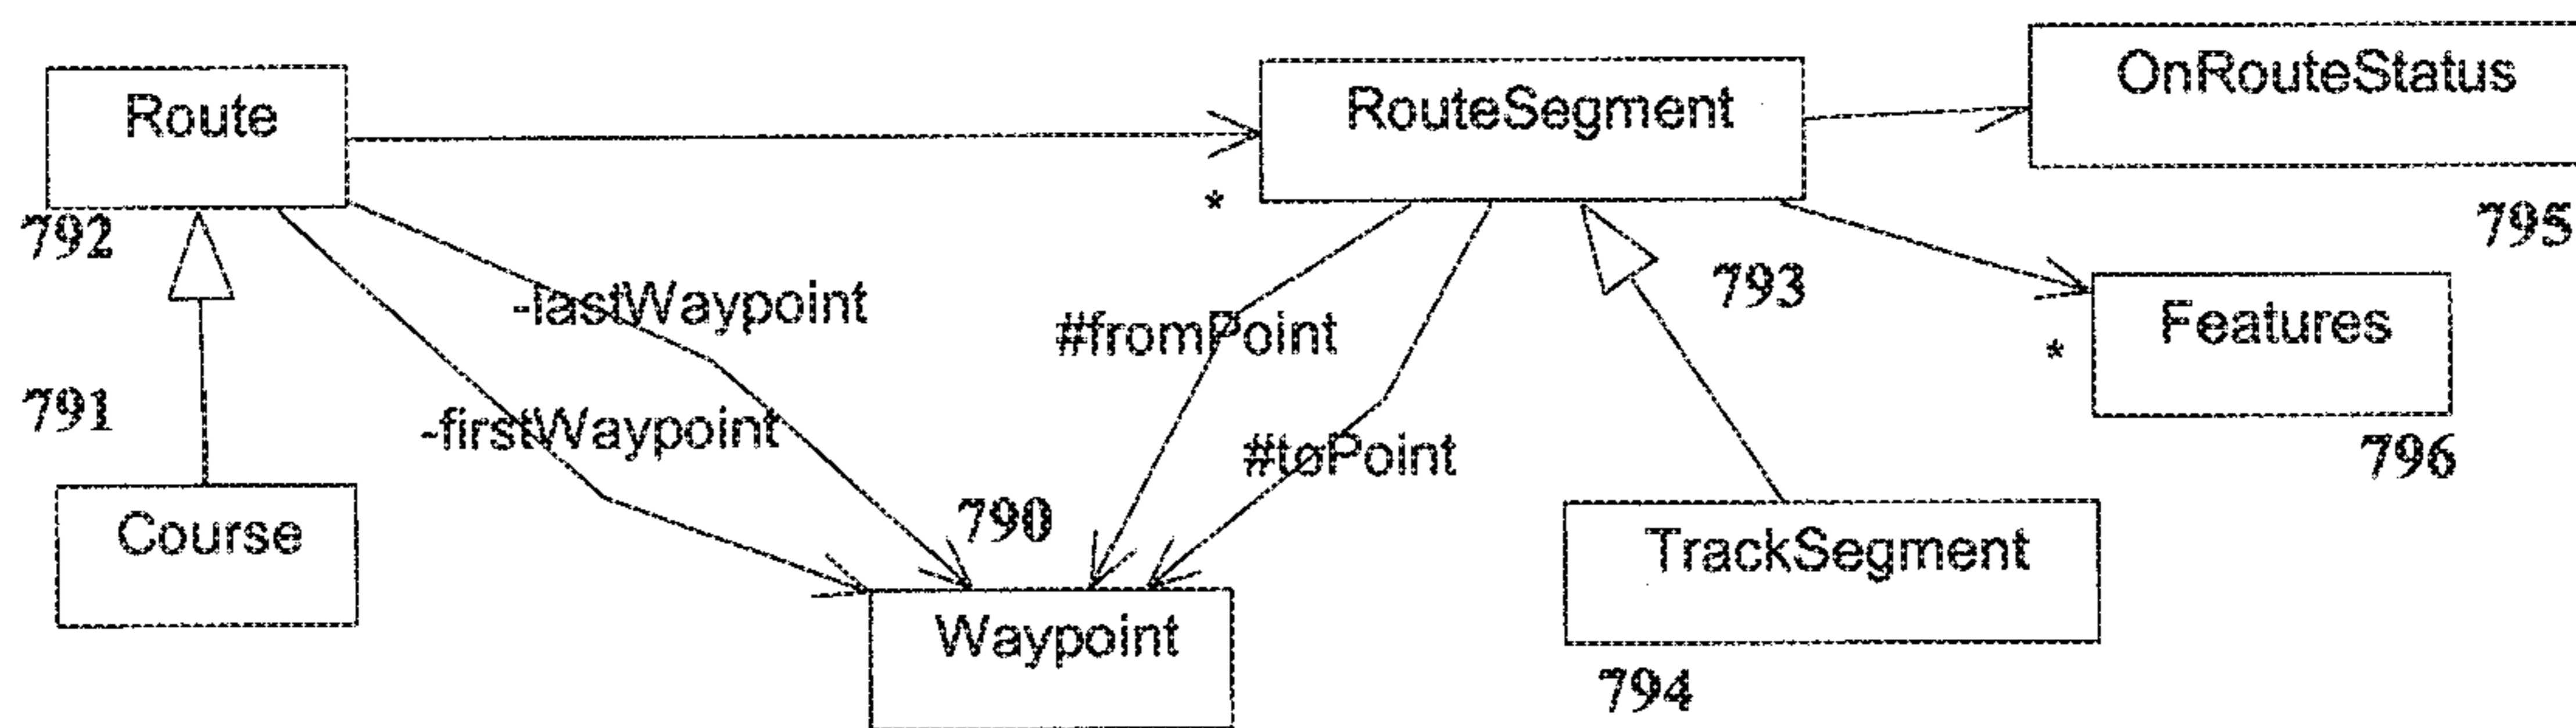 Route
RouteSegment
OnRouteStatus
*
792
795
-lastWaypoint
#fromPoint
793
Features
*
791
-firstWaypoint
#toPoint
796
790
Course
TrackSegment
Waypoint
794